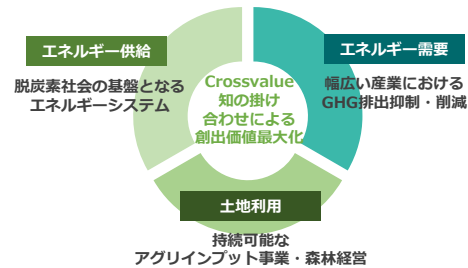 エネルギー供給
脱炭素社会の基盤となる
エネルギーシステム
エネルギー需要
幅広い産業における
GHG排出抑制・削減
Crossvalue
知の掛け
合わせによる
創出価値最大化
土地利用
持続可能な
アグリインプット事業・森林経営